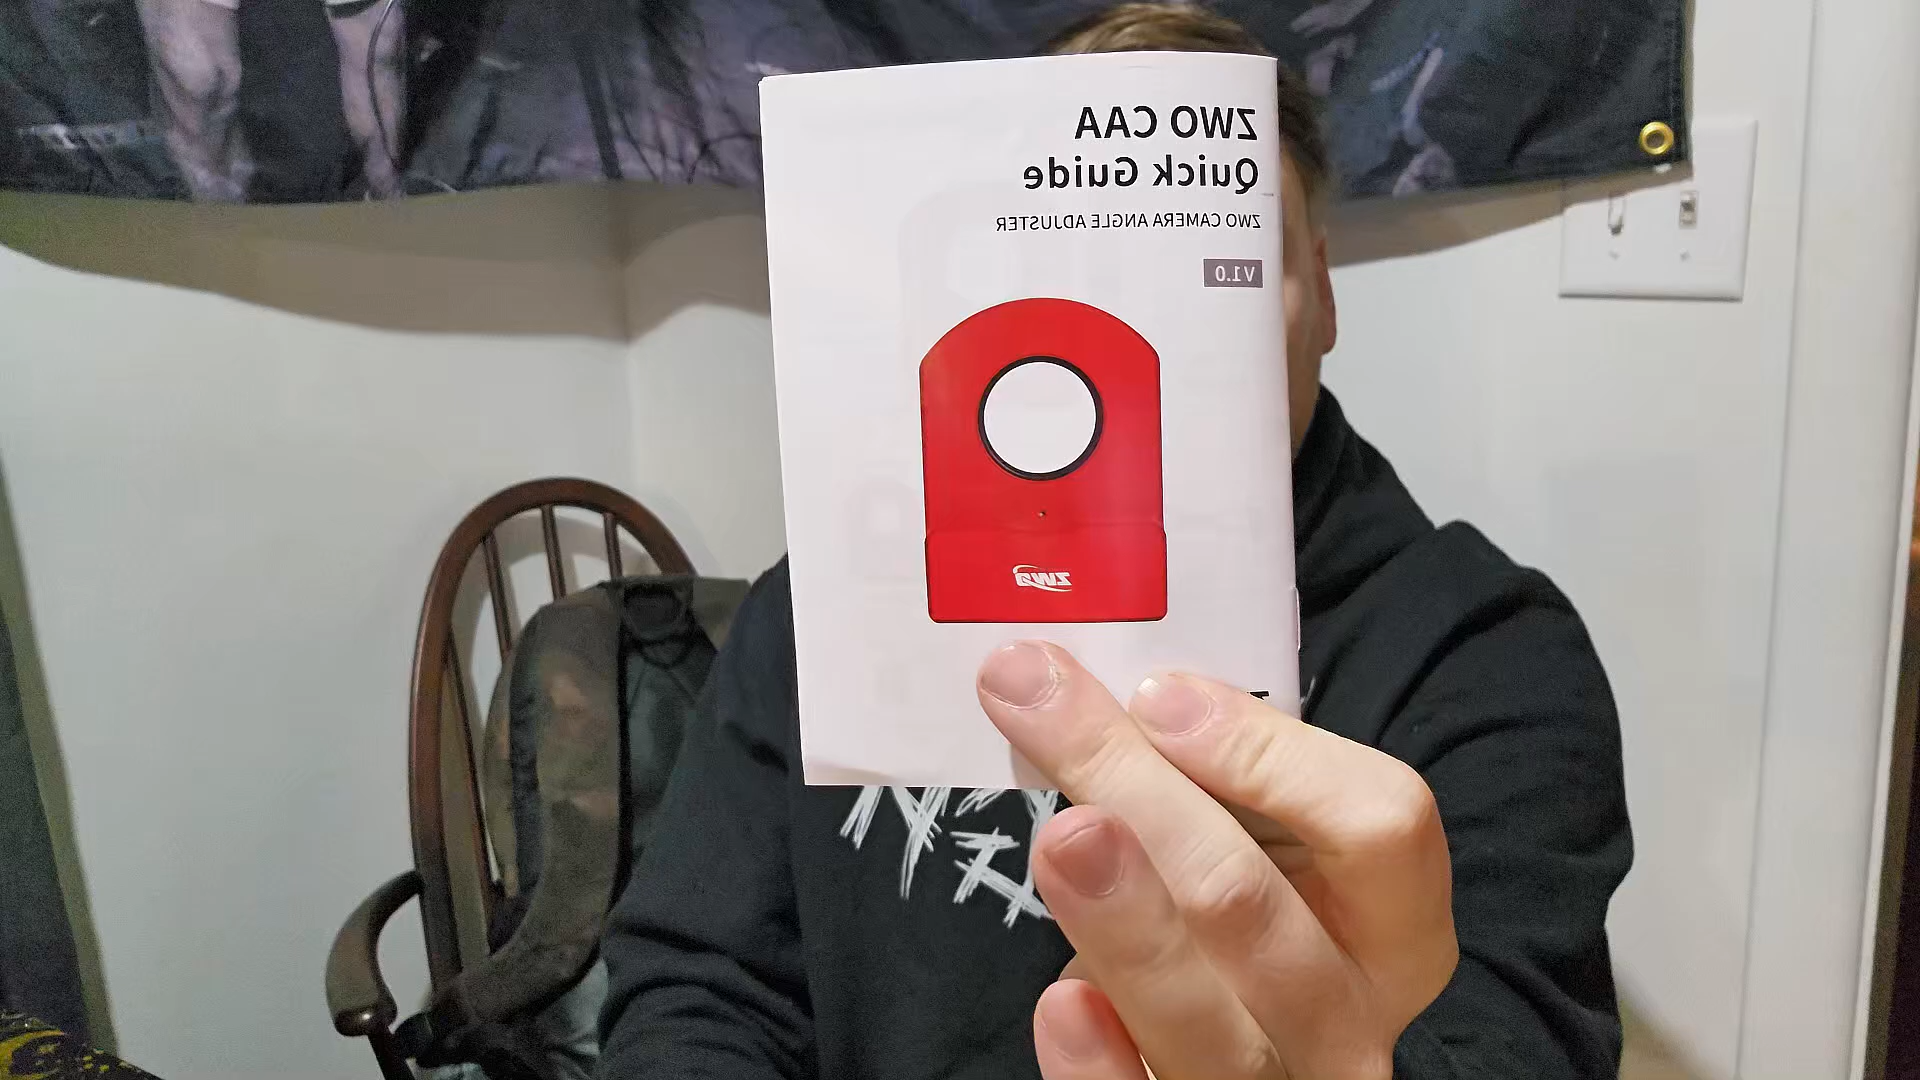 ZWO CAA
Quick Guide
ZWO CAMERA ANGLE ADJUSTER
V1.0
ZWO